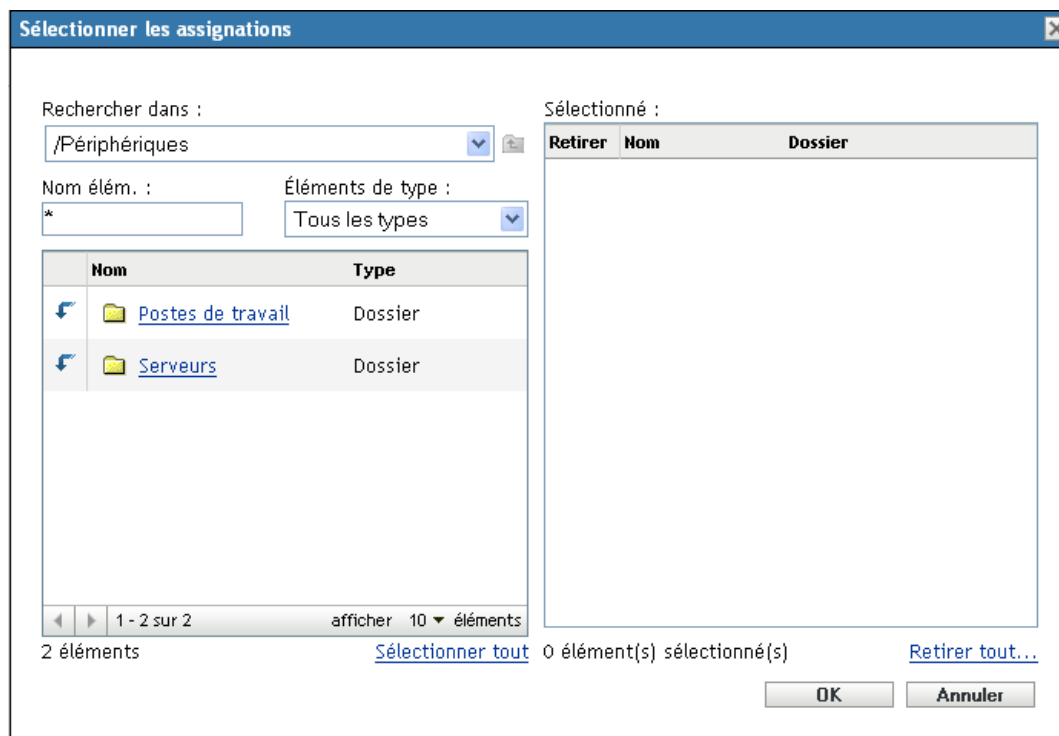 Sélectionner les assignations
Rechercher dans :
/Périphériques
Nom élém. :
Éléments de type :
*
Tous les types
Nom Type
Postes de travail Dossier
Serveurs Dossier
1 - 2 sur 2 afficher 10 éléments
2 éléments Sélectionner tout
Sélectionné :
Retirer Nom Dossier
0 élément(s) sélectionné(s) Retirer tout...
OK Annuler